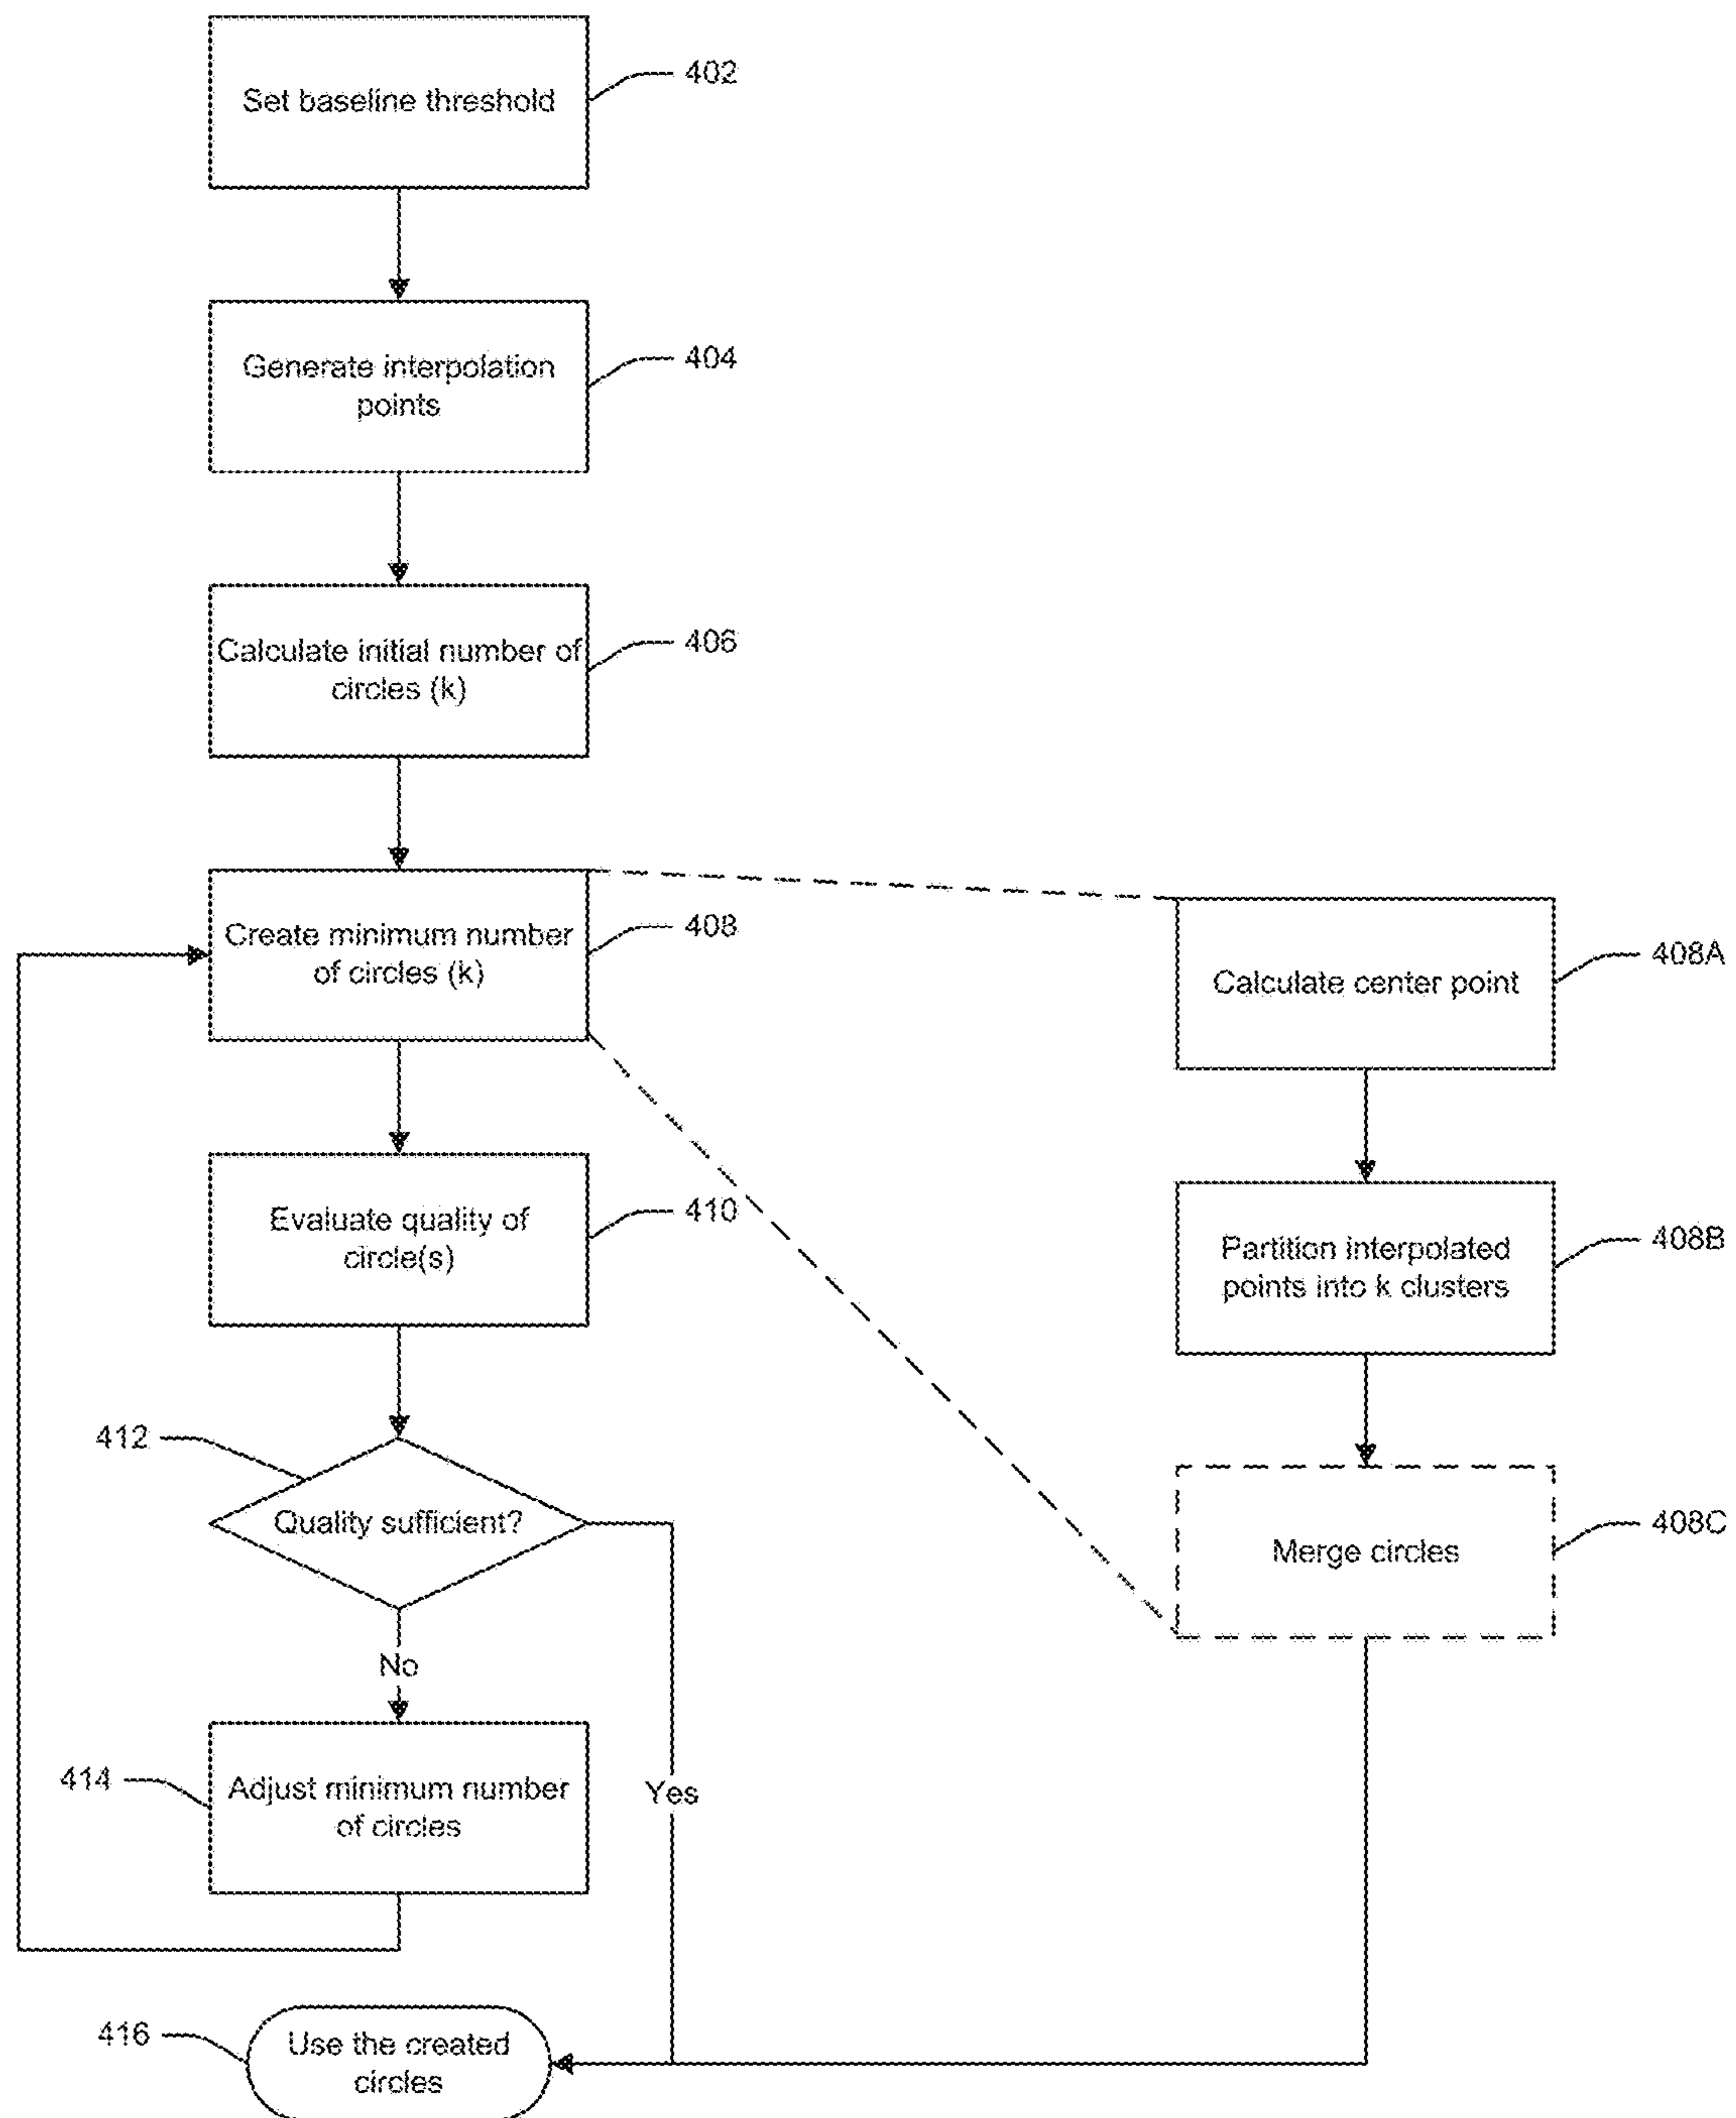 Set baseline threshold
402
Generate interpolation
points
404
Calculate initial number of
circles (k)
406
Create minimum number
of circles (k)
408
Calculate center point
408A
Evaluate quality of
circle(s)
410
Partition interpolated
points into k clusters
408B
412
Quality sufficient?
Merge circles
408C
No
414
Adjust minimum number
of circles
Yes
416
Use the created
circles